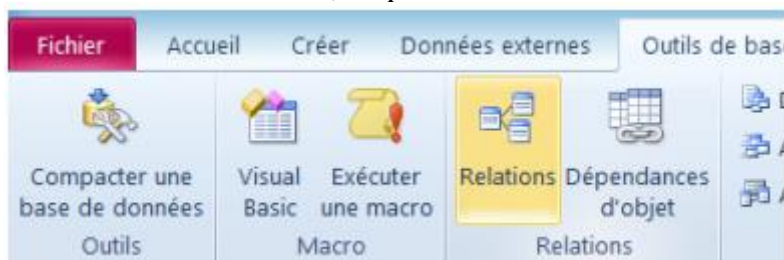 Fichier Accueil Créer Données externes Outils de bas
Compacter une Visual Exécuter Relations Dépendances
base de données Basic une macro d'objet
Outils Macro Relations